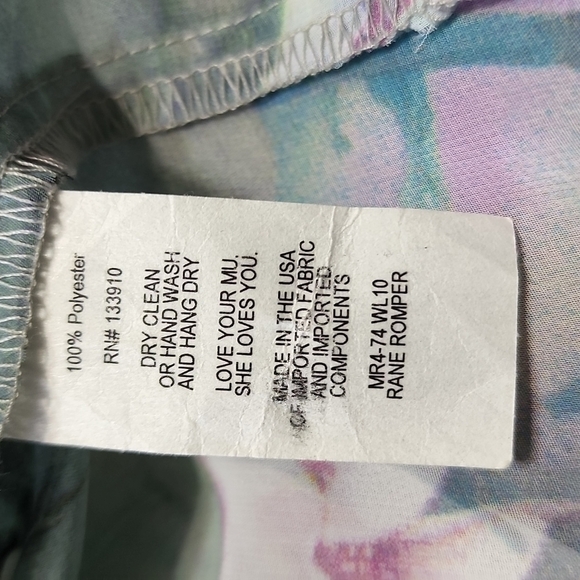 100% Polyester
RN# 133910
DRY CLEAN
OR HAND WASH
AND HANG DRY
LOVE YOUR MU,
SHE LOVES YOU.
MADE IN THE USA
OF IMPORTED FABRIC
AND IMPORTED
COMPONENTS
MR4-74 WL10
RANE ROMPER